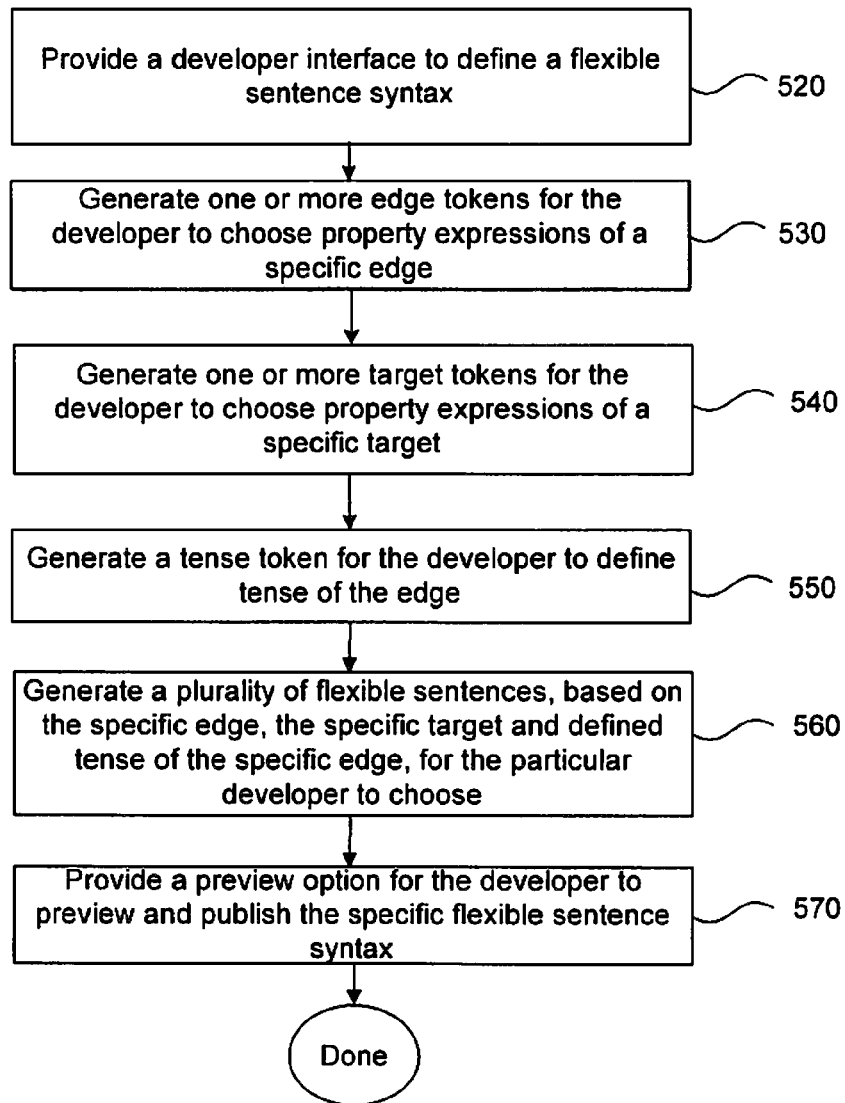 Provide a developer interface to define a flexible
sentence syntax
520
Generate one or more edge tokens for the
developer to choose property expressions of a
specific edge
530
Generate one or more target tokens for the
developer to choose property expressions of a
specific target
540
Generate a tense token for the developer to define
tense of the edge
550
Generate a plurality of flexible sentences, based on
the specific edge, the specific target and defined
tense of the specific edge, for the particular
developer to choose
560
Provide a preview option for the developer to
preview and publish the specific flexible sentence
syntax
570
Done